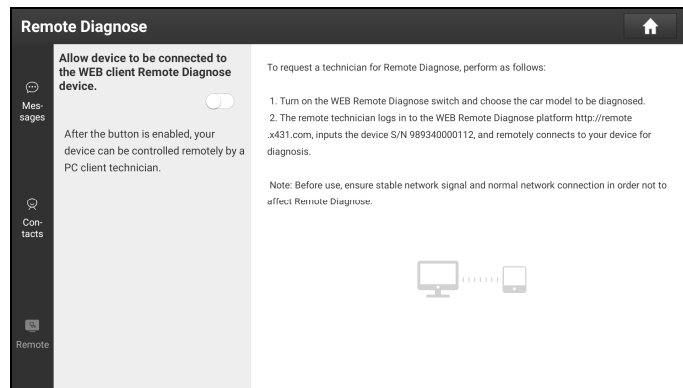 Remote Diagnose
Mes-
sages
Con-
tacts
Remote
Allow device to be connected to
the WEB client Remote Diagnose
device.
After the button is enabled, your
device can be controlled remotely by a
PC client technician.
To request a technician for Remote Diagnose, perform as follows:
1. Turn on the WEB Remote Diagnose switch and choose the car model to be diagnosed.
2. The remote technician logs in to the WEB Remote Diagnose platform http://remote
.x431.com, inputs the device S/N 989340000112, and remotely connects to your device for
diagnosis.
Note: Before use, ensure stable network signal and normal network connection in order not to
affect Remote Diagnose.